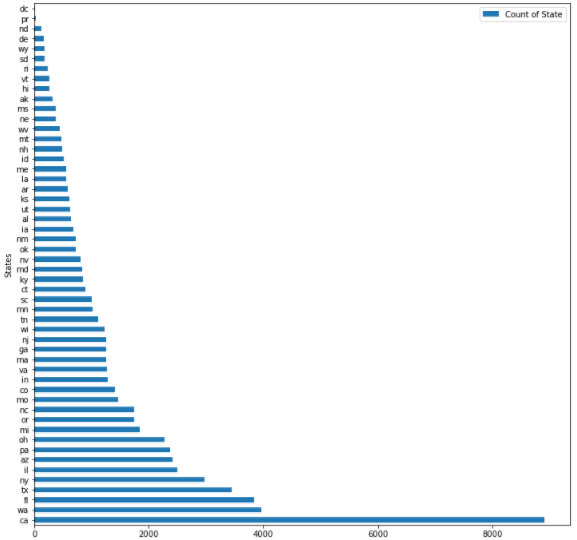 Count of State
States
dc
pr
nd
de
wy
sd
ri
vt
hi
ak
ms
ne
wv
mt
nh
id
me
la
ar
ks
ut
al
ia
nm
ok
nv
md
ky
ct
sc
mn
tn
wi
nj
ga
ma
va
in
co
mo
nc
or
mi
oh
pa
az
il
ny
tx
fl
wa
ca
0 2000 4000 6000 8000